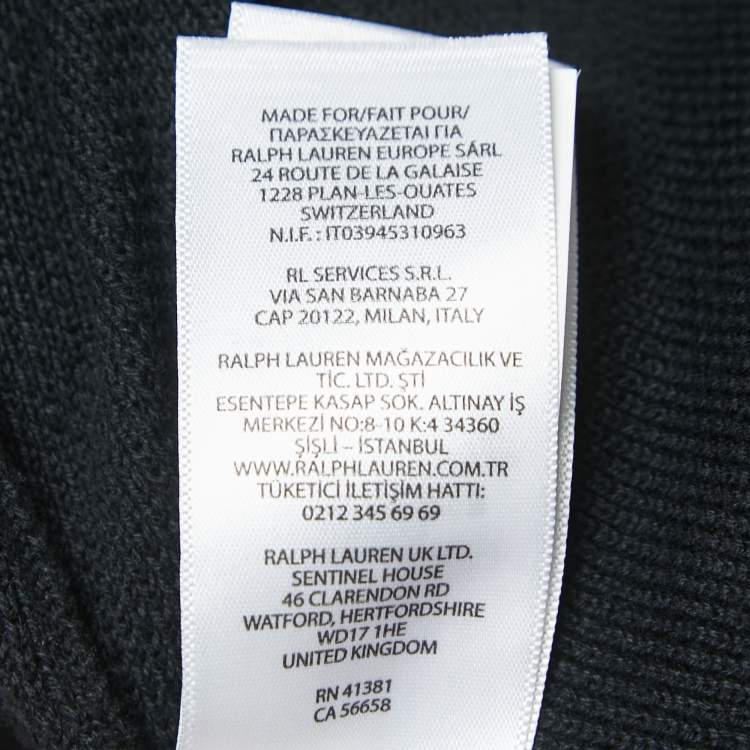 MADE FOR/FAIT POUR/
ΠΑΡΑΣΚΕΥΑΖΕΤΑΙ ΓΙΑ
RALPH LAUREN EUROPE SÁRL
24 ROUTE DE LA GALAISE
1228 PLAN-LES-OUATES
SWITZERLAND
N.I.F. : IT03945310963
RL SERVICES S.R.L.
VIA SAN BARNABA 27
CAP 20122, MILAN, ITALY
RALPH LAUREN MAĞAZACILIK VE
TİC. LTD. ŞTİ
ESENTEPE KASAP SOK. ALTINAY İŞ
MERKEZİ NO:8-10 K:4 34360
ŞİŞLİ – İSTANBUL
WWW.RALPHLAUREN.COM.TR
TÜKETİCİ İLETİŞİM HATTI:
0212 345 69 69
RALPH LAUREN UK LTD.
SENTINEL HOUSE
46 CLARENDON RD
WATFORD, HERTFORDSHIRE
WD17 1HE
UNITED KINGDOM
RN 41381
CA 56658